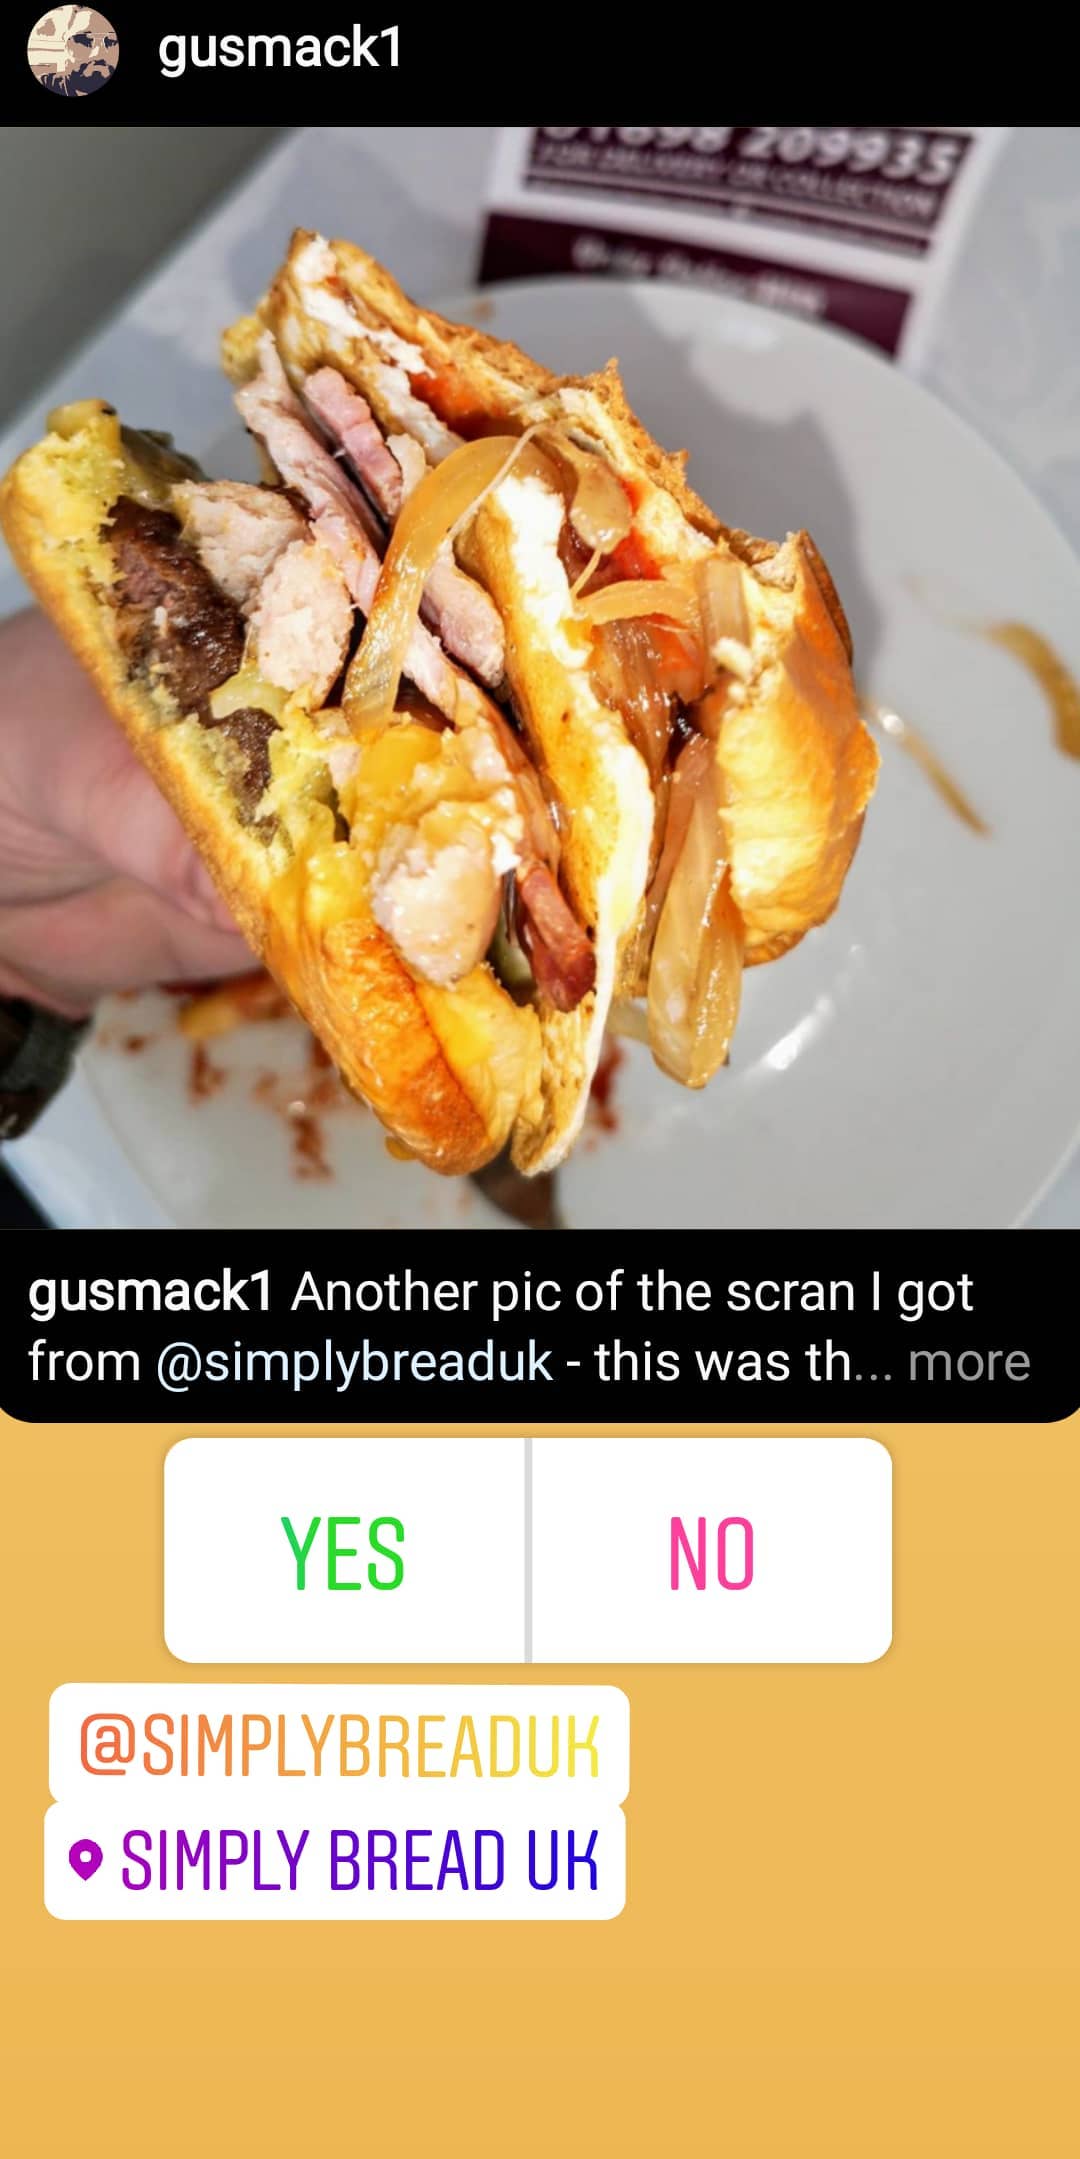 gusmack1
01698 209935
FOR DELIVERY OR COLLECTION
gusmack1 Another pic of the scran I got
from @simplybreaduk - this was th... more
YES NO
@SIMPLYBREADUK
SIMPLY BREAD UK